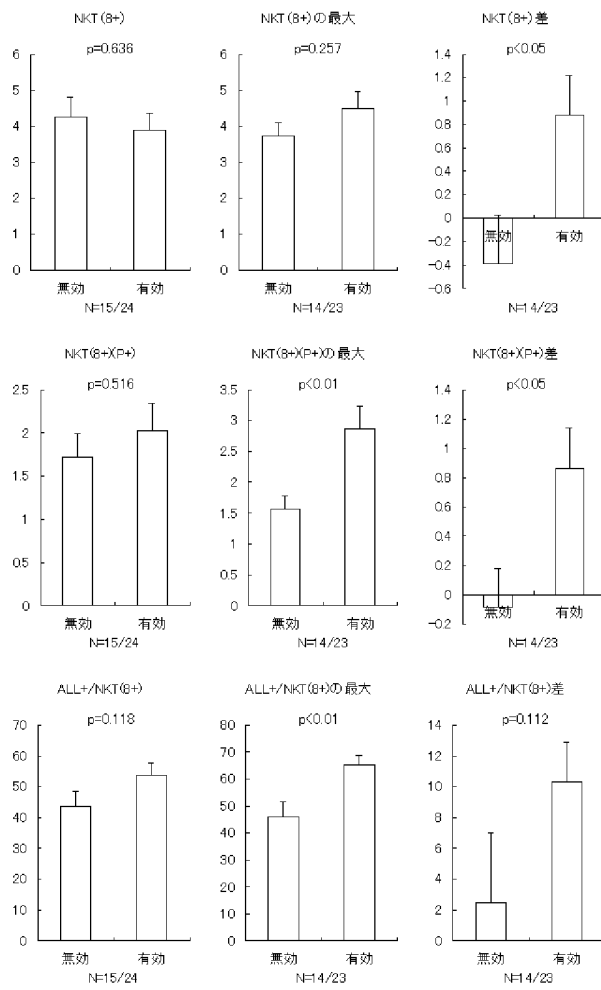 NKT(8+)
p=0.636
5
4
3
2
1
0
無効 有効
N=15/24
NKT(8+)の最大
p=0.257
6
5
4
3
2
1
0
無効 有効
N=14/23
NKT(8+)差
p<0.05
1.4
1.2
1
0.8
0.6
0.4
0.2
0
-0.2
-0.4
-0.6
無効 有効
N=14/23
NKT(8+)(P+)
p=0.516
2.5
2
1.5
1
0.5
0
無効 有効
N=15/24
NKT(8+)(P+)の最大
p<0.01
3.5
3
2.5
2
1.5
1
0.5
0
無効 有効
N=14/23
NKT(8+)(P+)差
p<0.05
1.4
1.2
1
0.8
0.6
0.4
0.2
0
-0.2
無効 有効
N=14/23
ALL+/NKT(8+)
p=0.118
70
60
50
40
30
20
10
0
無効 有効
N=15/24
ALL+/NKT(8+)の最大
p<0.01
80
70
60
50
40
30
20
10
0
無効 有効
N=14/23
ALL+/NKT(8+)差
p=0.112
14
12
10
8
6
4
2
0
無効 有効
N=14/23